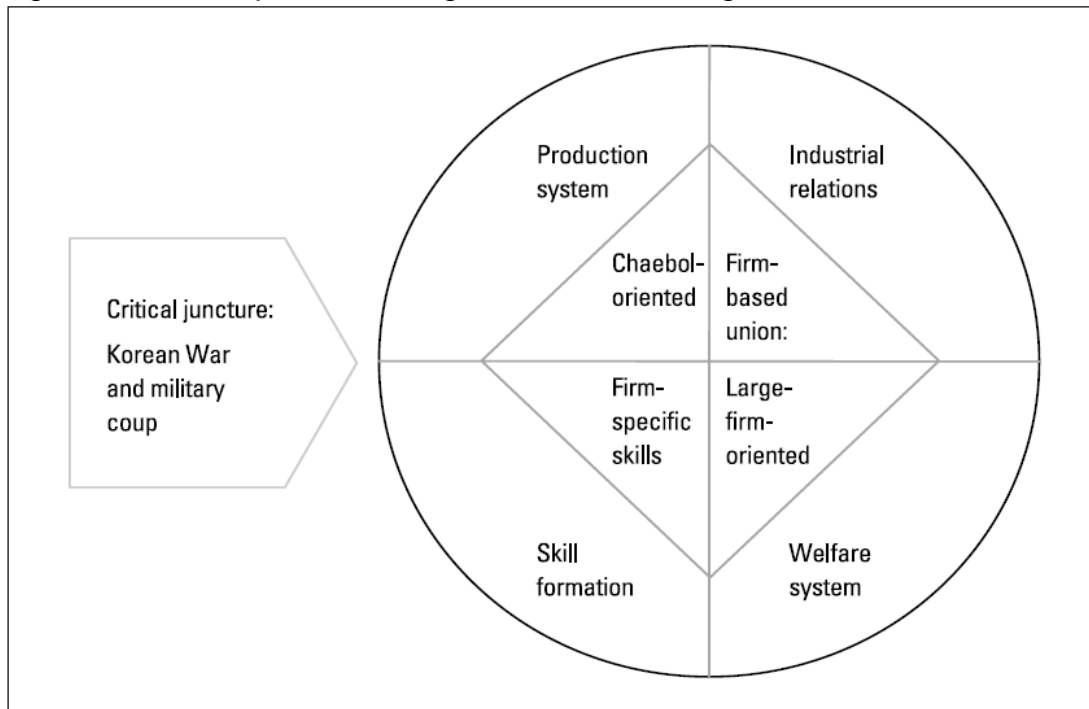 Critical juncture:
Korean War
and military
coup
Production
system
Industrial
relations
Chaebol-
oriented
Firm-
based
union:
Firm-
specific
skills
Large-
firm-
oriented
Skill
formation
Welfare
system